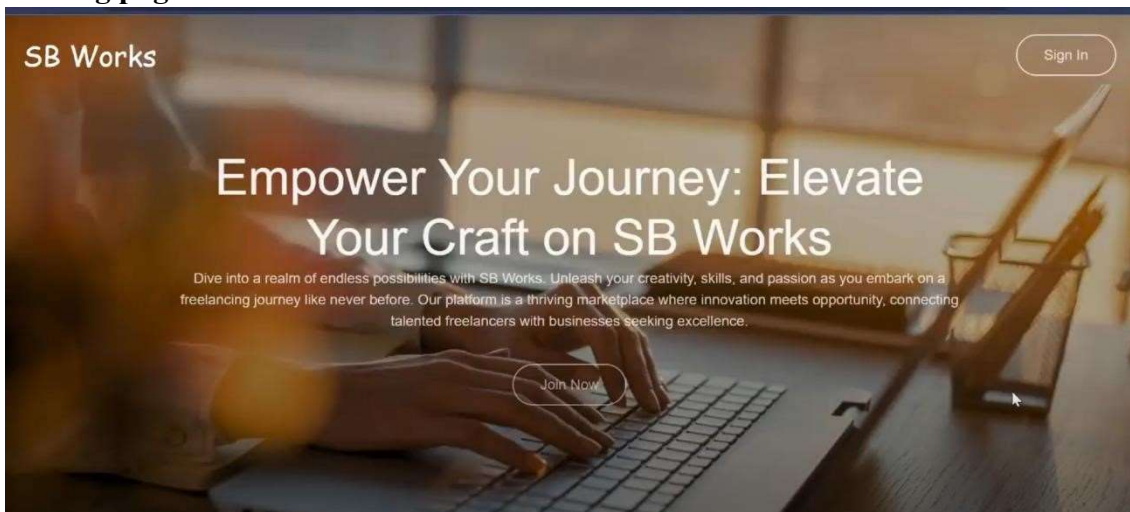 SB Works
Sign In
Empower Your Journey: Elevate
Your Craft on SB Works
Dive into a realm of endless possibilities with SB Works. Unleash your creativity, skills, and passion as you embark on a
freelancing journey like never before. Our platform is a thriving marketplace where innovation meets opportunity, connecting
talented freelancers with businesses seeking excellence.
Join Now